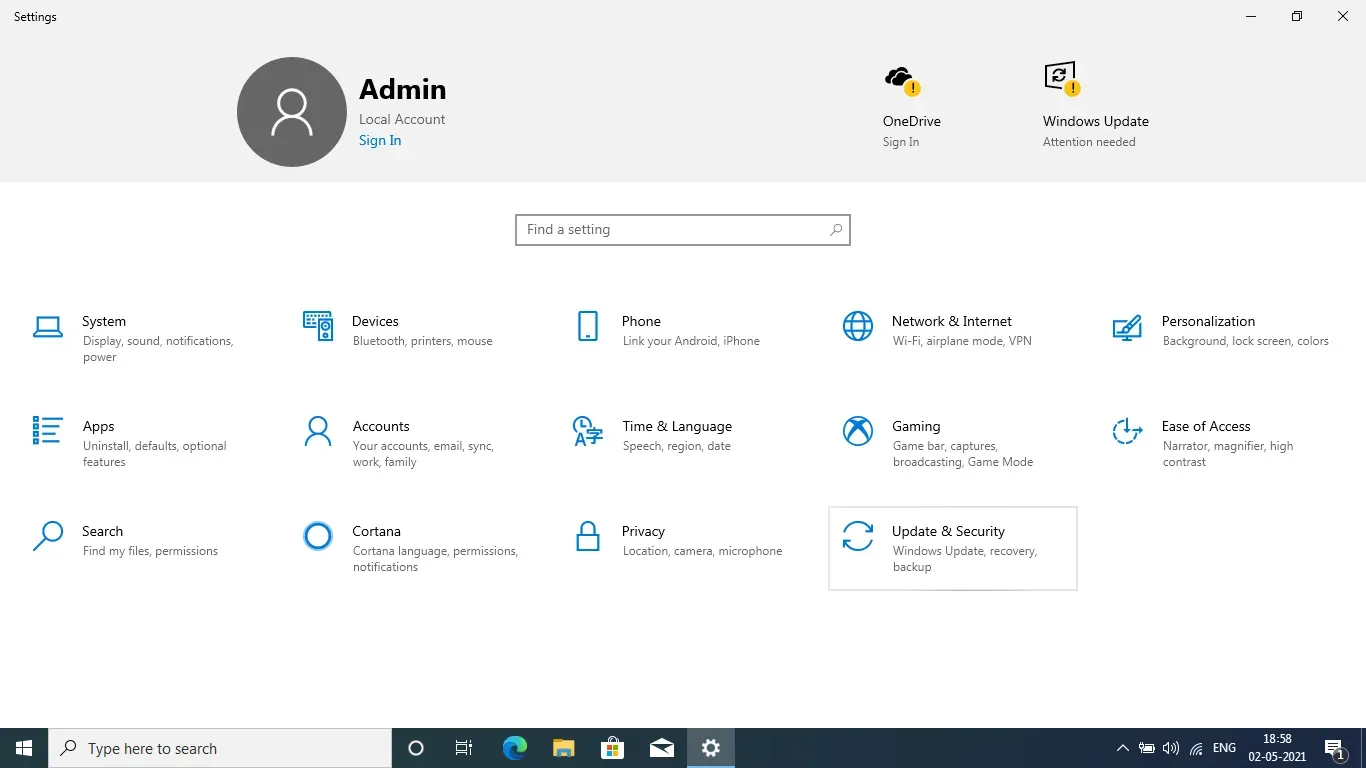 Settings
Admin
Local Account
Sign In
OneDrive
Sign In
Windows Update
Attention needed
Find a setting
System
Display, sound, notifications,
power
Devices
Bluetooth, printers, mouse
Phone
Link your Android, iPhone
Network & Internet
Wi-Fi, airplane mode, VPN
Personalization
Background, lock screen, colors
Apps
Uninstall, defaults, optional
features
Accounts
Your accounts, email, sync,
work, family
Time & Language
Speech, region, date
Gaming
Game bar, captures,
broadcasting, Game Mode
Ease of Access
Narrator, magnifier, high
contrast
Search
Find my files, permissions
Cortana
Cortana language, permissions,
notifications
Privacy
Location, camera, microphone
Update & Security
Windows Update, recovery,
backup
Type here to search
ENG
18:58
02-05-2021
1